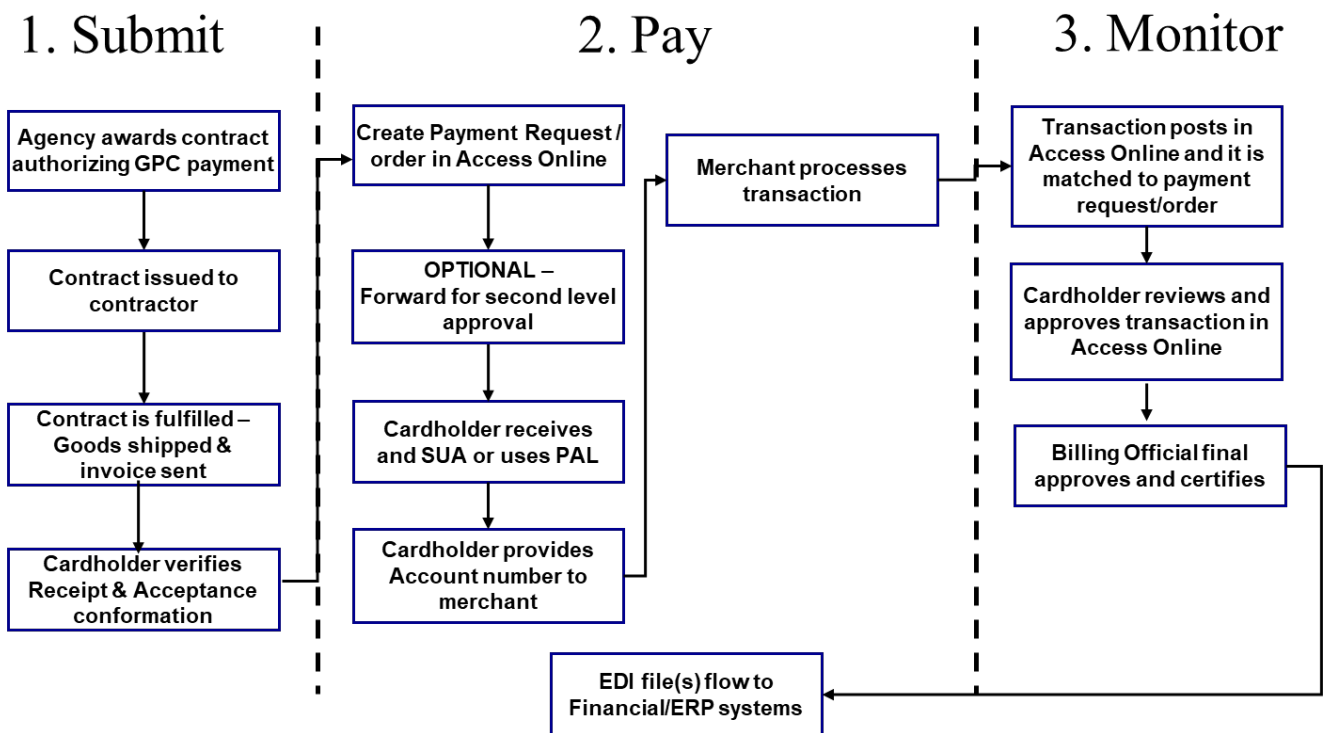 1. Submit
2. Pay
3. Monitor
Agency awards contract
authorizing GPC payment
Contract issued to
contractor
Contract is fulfilled –
Goods shipped &
invoice sent
Cardholder verifies
Receipt & Acceptance
conformation
Create Payment Request /
order in Access Online
OPTIONAL –
Forward for second level
approval
Cardholder receives
and SUA or uses PAL
Cardholder provides
Account number to
merchant
Merchant processes
transaction
Transaction posts in
Access Online and it is
matched to payment
request/order
Cardholder reviews and
approves transaction in
Access Online
Billing Official final
approves and certifies
EDI file(s) flow to
Financial/ERP systems